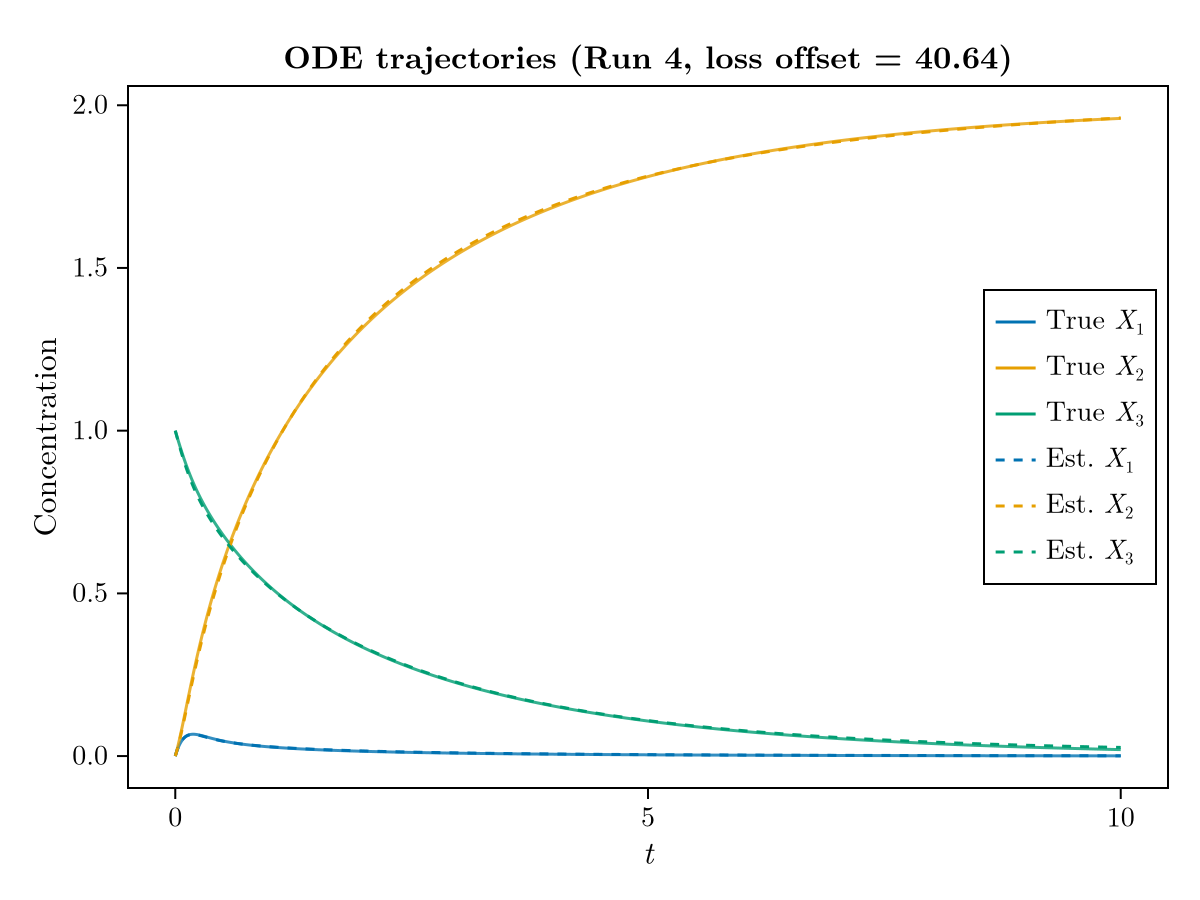 ODE trajectories (Run 4, loss offset = 40.64)
2.0
1.5
1.0
0.5
0.0
Concentration
0
5
10
t
True X₁
True X₂
True X₃
Est. X₁
Est. X₂
Est. X₃